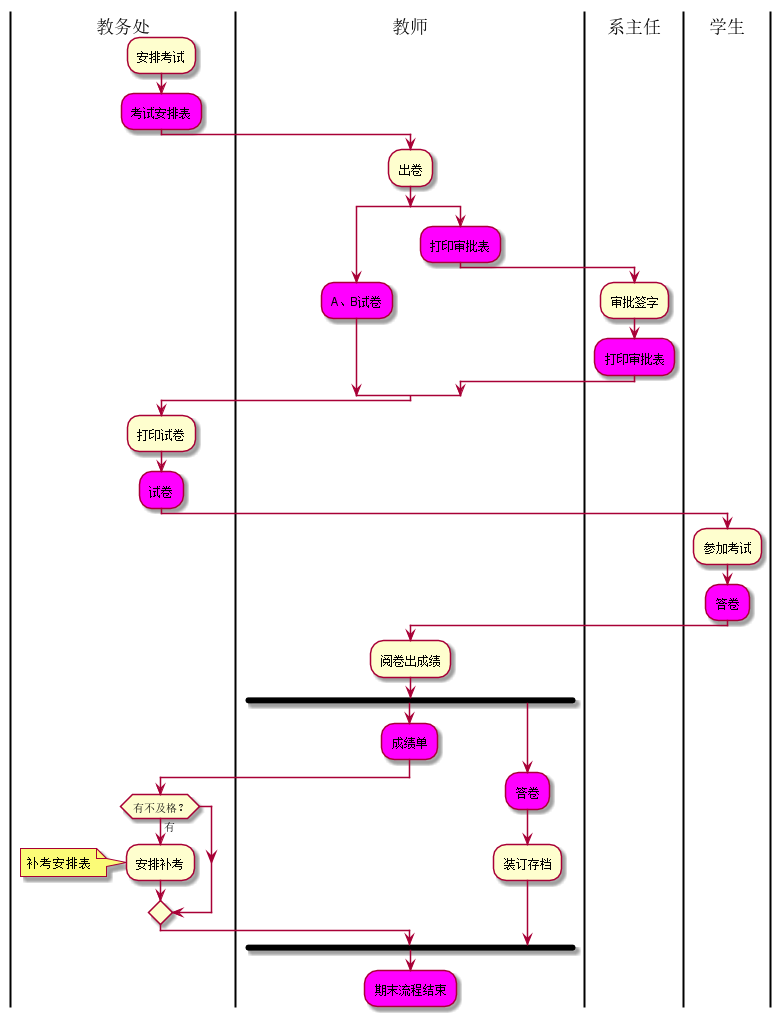 教务处
教师
系主任
学生
安排考试
考试安排表
出卷
打印审批表
A、B试卷
审批签字
打印审批表
打印试卷
试卷
参加考试
答卷
阅卷出成绩
成绩单
答卷
有不及格？
有
补考安排表
安排补考
装订存档
期末流程结束